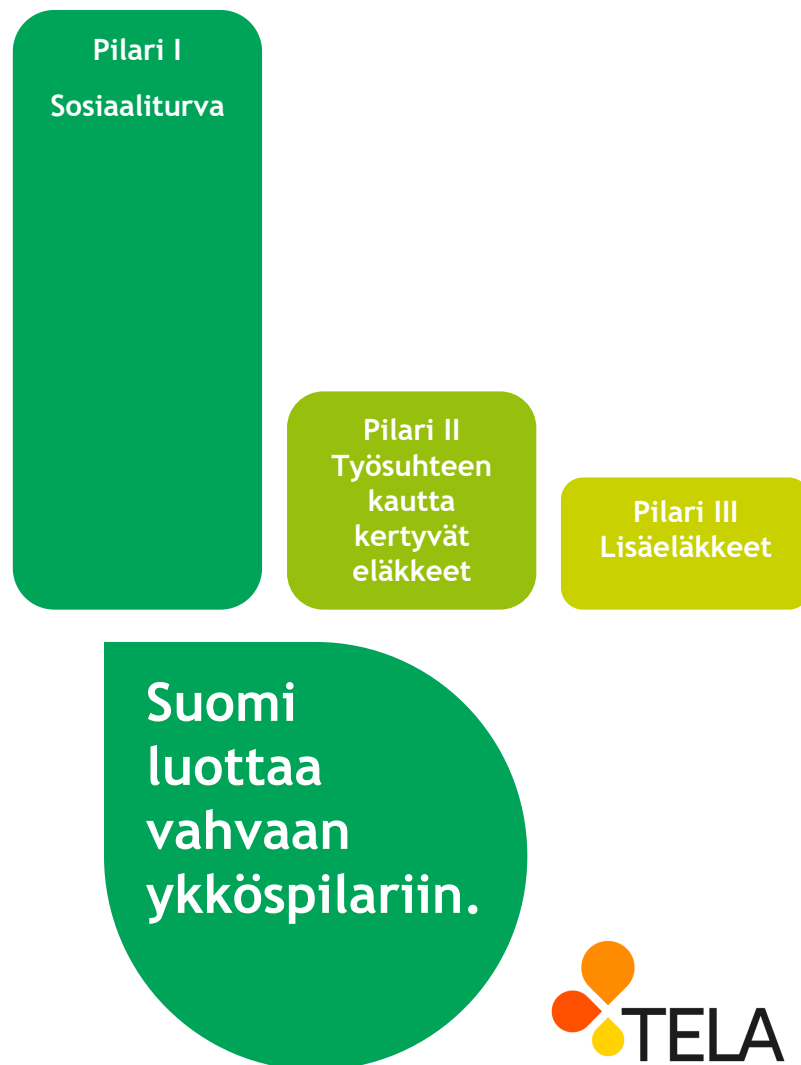 Pilari I
Sosiaaliturva
Pilari II
Työsuhteen
kautta
kertyvät
eläkkeet
Pilari III
Lisäeläkkeet
Suomi
luottaa
vahvaan
ykköspilariin.
TELA